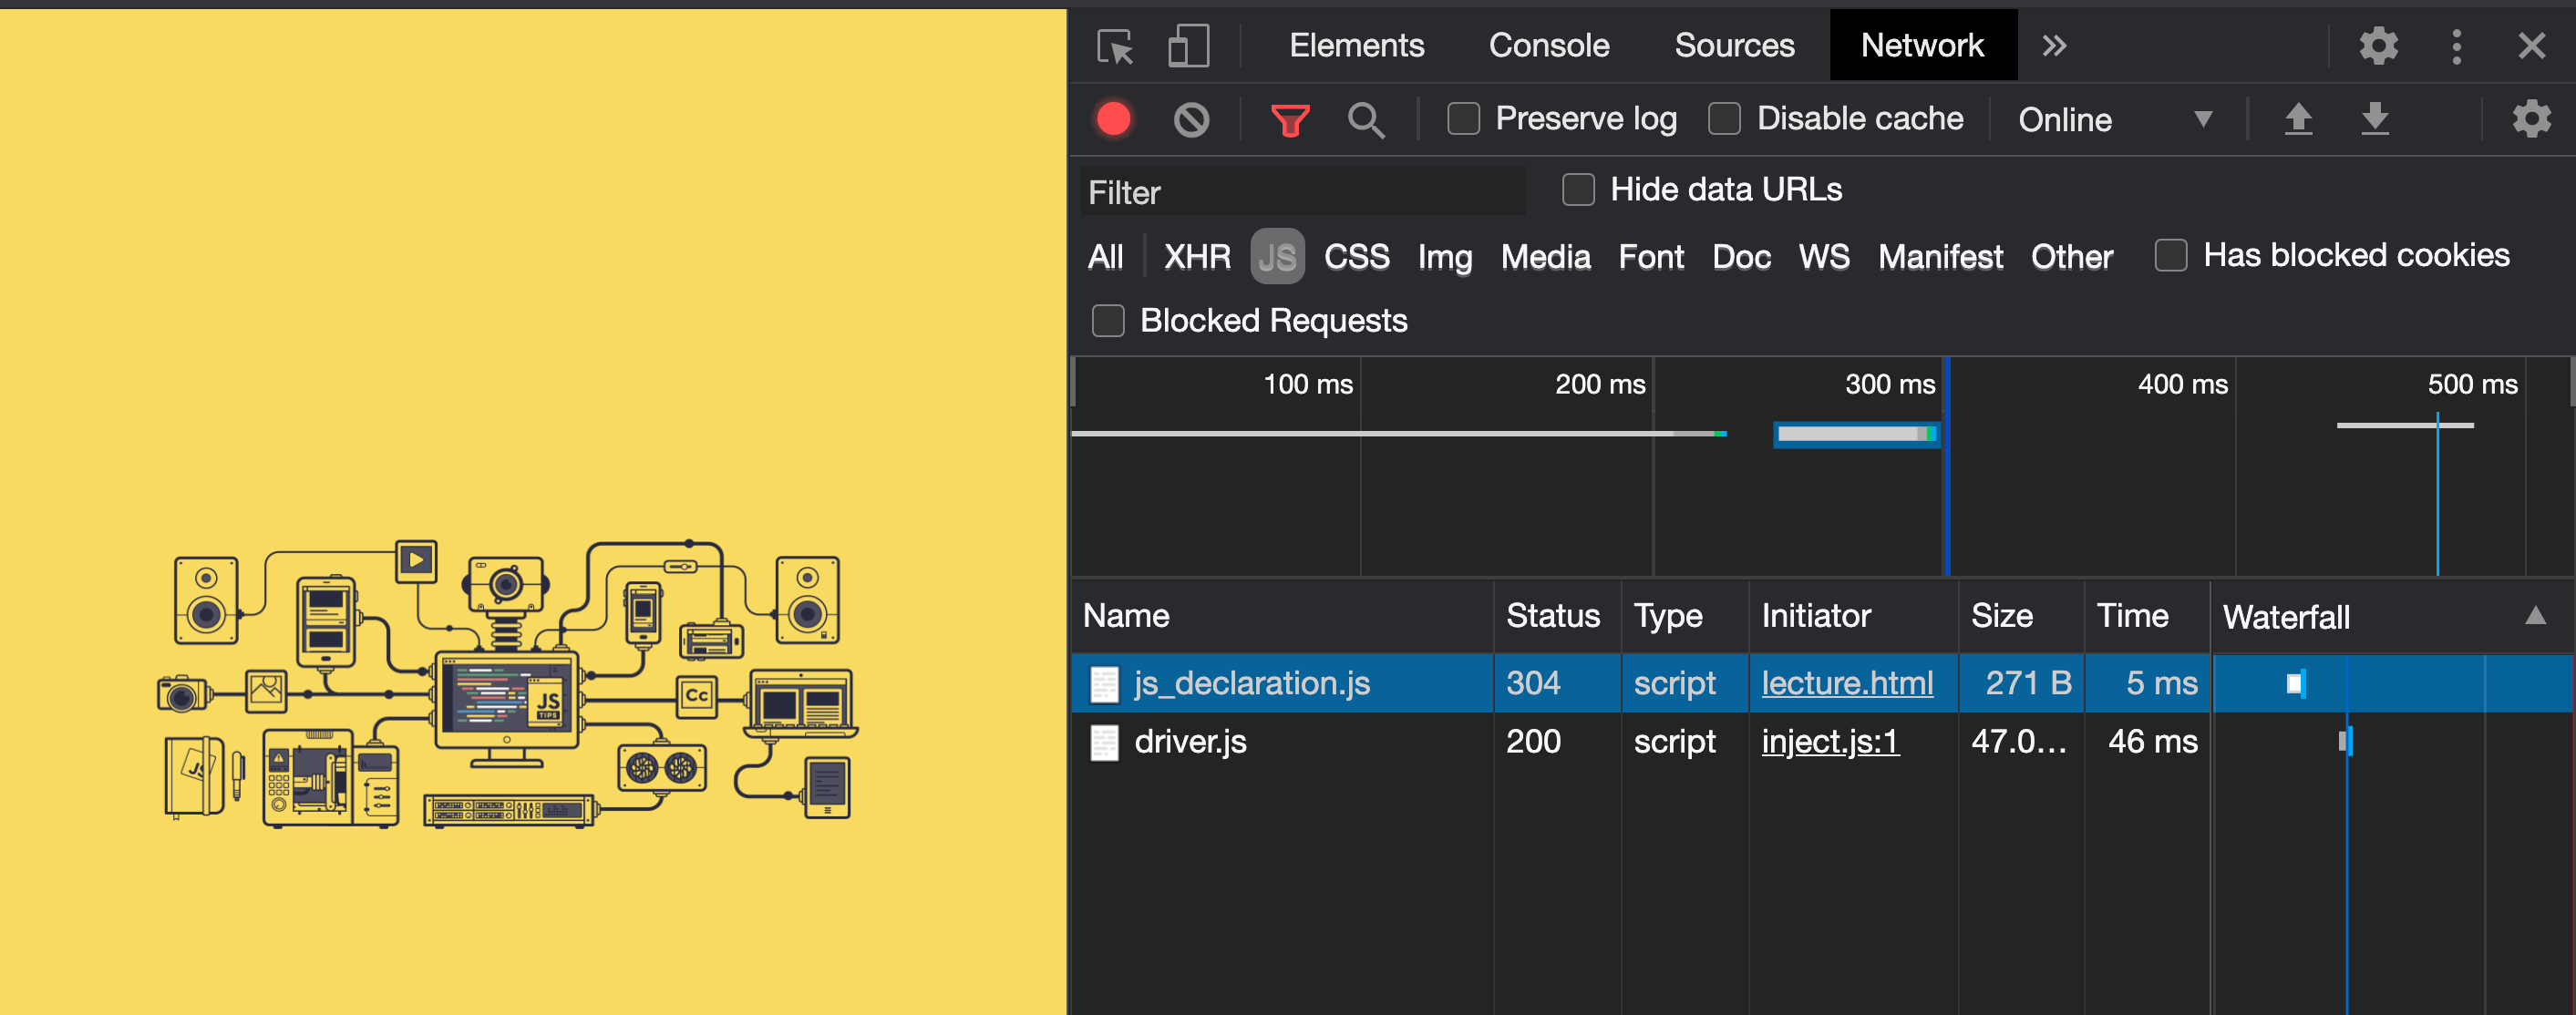 Elements Console Sources Network
Preserve log Disable cache Online
Filter Hide data URLs
All XHR JS CSS Img Media Font Doc WS Manifest Other Has blocked cookies
Blocked Requests
100 ms 200 ms 300 ms 400 ms 500 ms
Name Status Type Initiator Size Time Waterfall
js_declaration.js 304 script lecture.html 271 B 5 ms
driver.js 200 script inject.js:1 47.0... 46 ms
JS
TIPS
Cc
JS